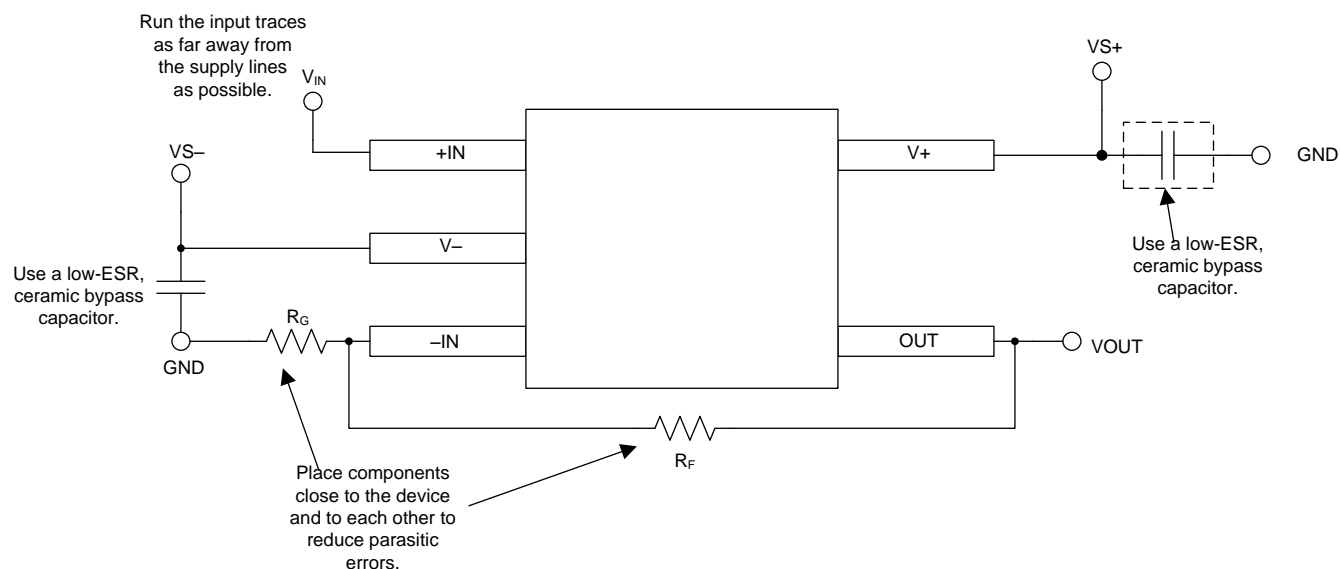 Run the input traces
as far away from
the supply lines
as possible.
VIN
VS+
VS–
+IN
V+
GND
V–
Use a low-ESR,
ceramic bypass
capacitor.
Use a low-ESR,
ceramic bypass
capacitor.
RG
–IN
OUT
VOUT
GND
RF
Place components
close to the device
and to each other to
reduce parasitic
errors.